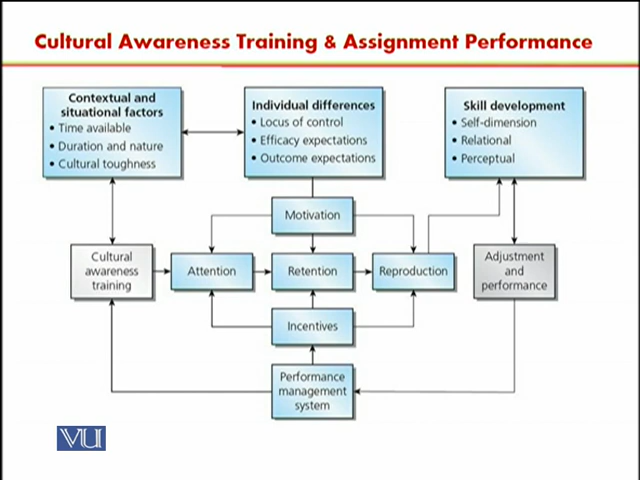 Cultural Awareness Training & Assignment Performance
Contextual and
situational factors
• Time available
• Duration and nature
• Cultural toughness
Individual differences
• Locus of control
• Efficacy expectations
• Outcome expectations
Skill development
• Self-dimension
• Relational
• Perceptual
Motivation
Cultural
awareness
training
Attention
Retention
Reproduction
Adjustment
and
performance
Incentives
Performance
management
system
VU